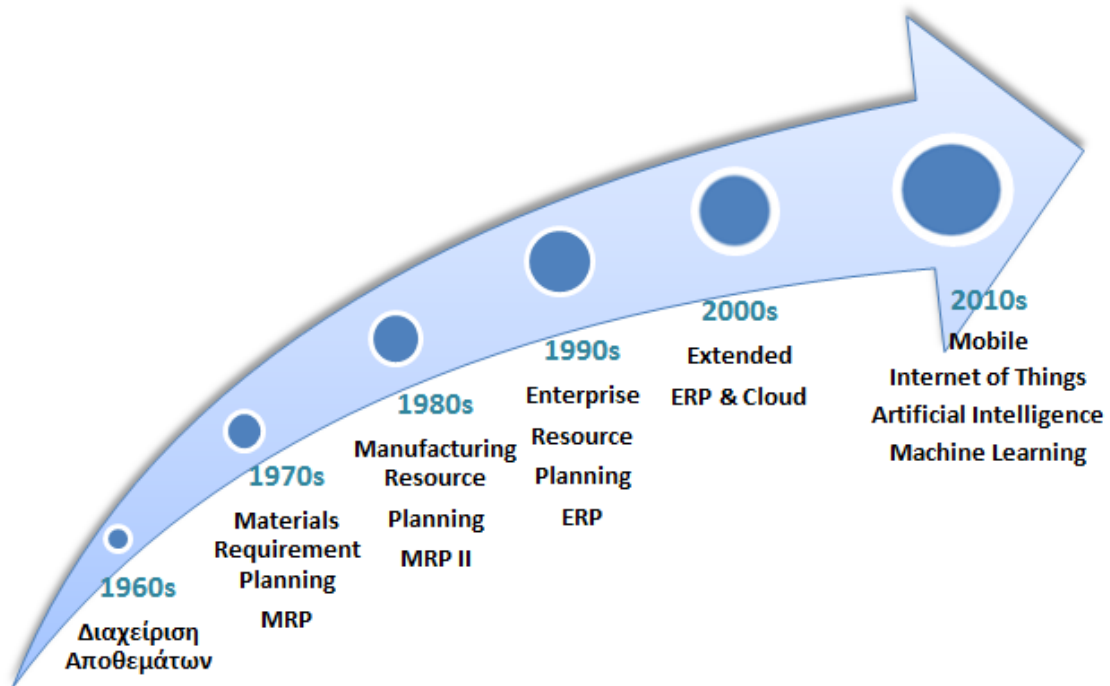 1960s
Διαχείριση
Αποθεμάτων
1970s
Materials
Requirement
Planning
MRP
1980s
Manufacturing
Resource
Planning
MRP II
1990s
Enterprise
Resource
Planning
ERP
2000s
Extended
ERP & Cloud
2010s
Mobile
Internet of Things
Artificial Intelligence
Machine Learning